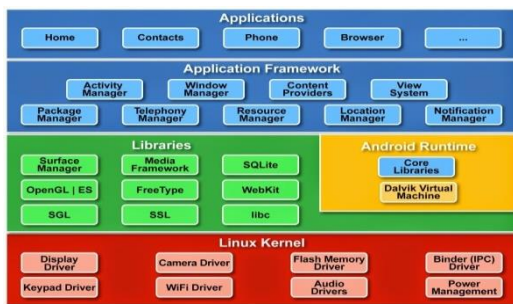 Applications
Home Contacts Phone Browser ...
Application Framework
Activity Manager Window Manager Content Providers View System
Package Manager Telephony Manager Resource Manager Location Manager Notification Manager
Libraries
Surface Manager Media Framework SQLite
OpenGL | ES FreeType WebKit
SGL SSL libc
Android Runtime
Core Libraries
Dalvik Virtual Machine
Linux Kernel
Display Driver Camera Driver Flash Memory Driver Binder (IPC) Driver
Keypad Driver WiFi Driver Audio Drivers Power Management